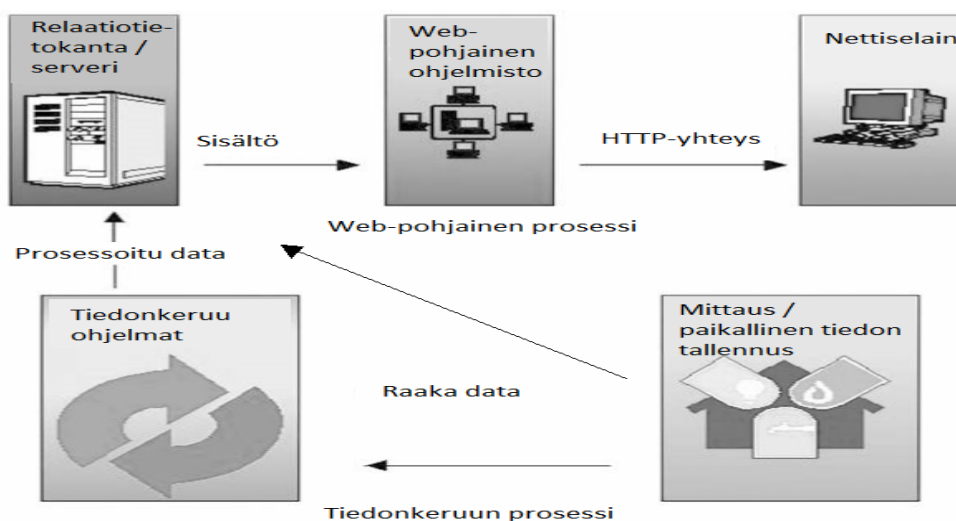 Relaatiotie-
tokanta /
serveri
Web-
pohjainen
ohjelmisto
Nettiselain
Sisältö
HTTP-yhteys
Web-pohjainen prosessi
Prosessoitu data
Tiedonkeruu
ohjelmat
Mittaus /
paikallinen tiedon
tallennus
Raaka data
Tiedonkeruun prosessi